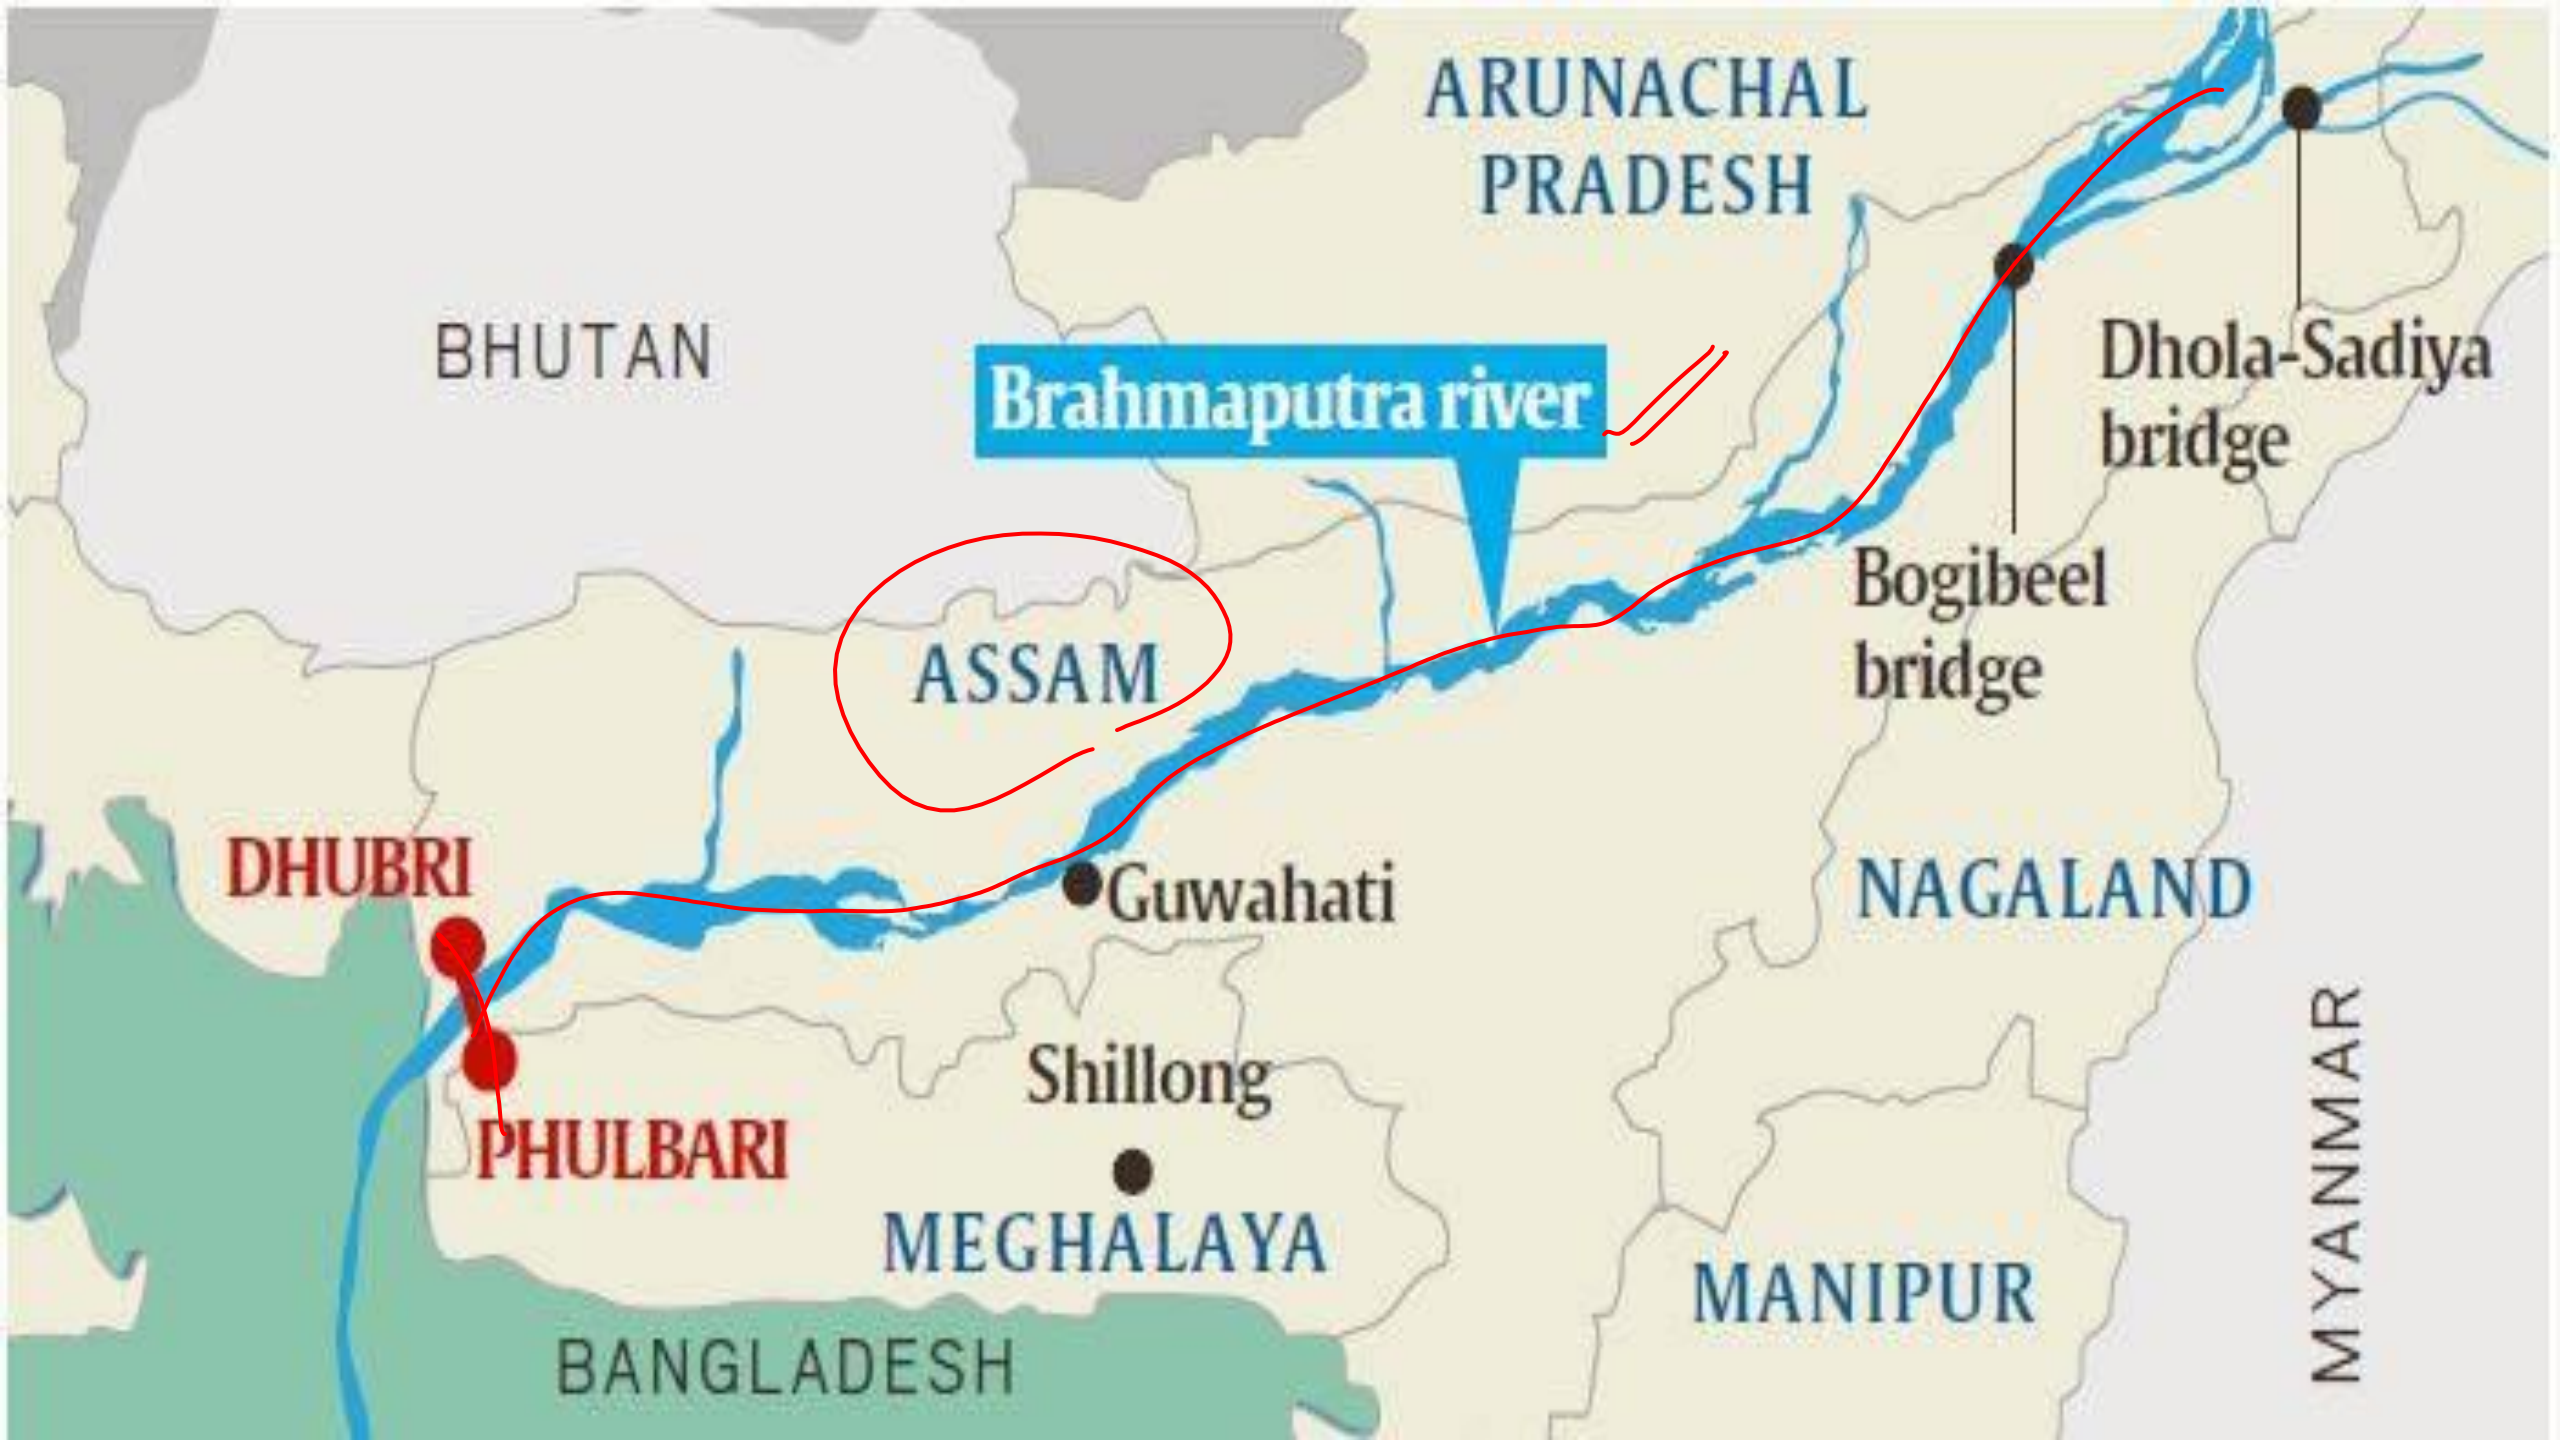 ARUNACHAL
PRADESH
BHUTAN
Brahmaputra river
Dhola-Sadiya
bridge
Bogibeel
bridge
ASSAM
DHUBRI
Guwahati
NAGALAND
PHULBARI
Shillong
MEGHALAYA
MANIPUR
MYANMAR
BANGLADESH